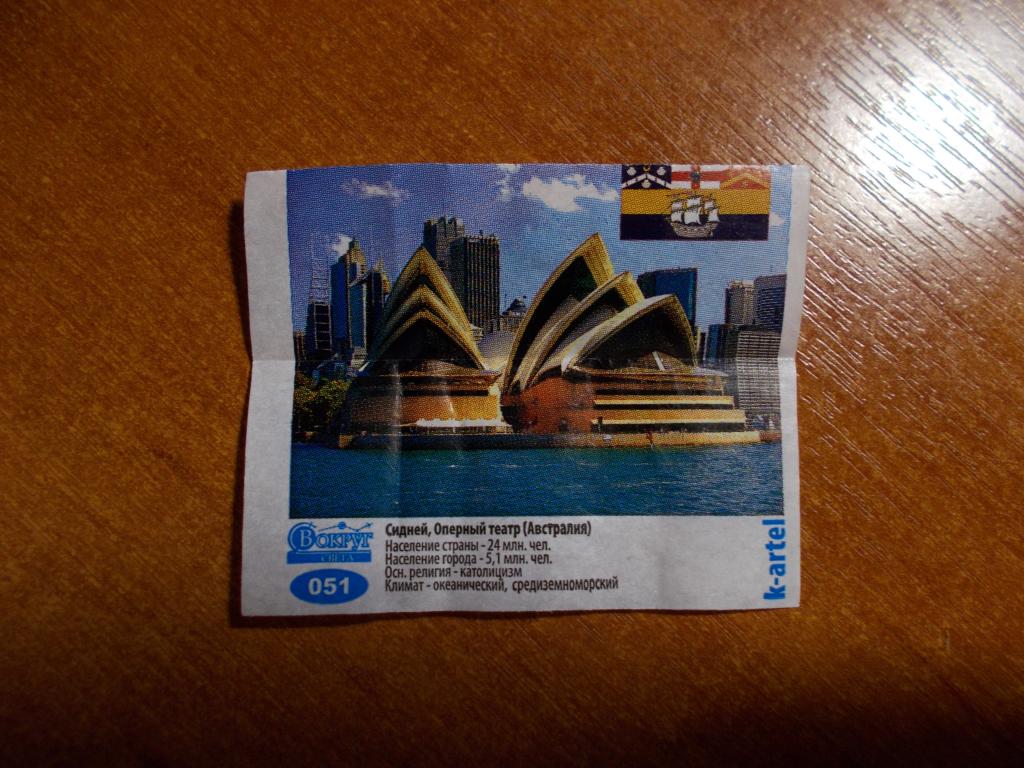 Вокруг
света
051
Сидней, Оперный театр (Австралия)
Население страны - 24 млн. чел.
Население города - 5,1 млн. чел.
Осн. религия - католицизм
Климат - океанический, средиземноморский
k-artel